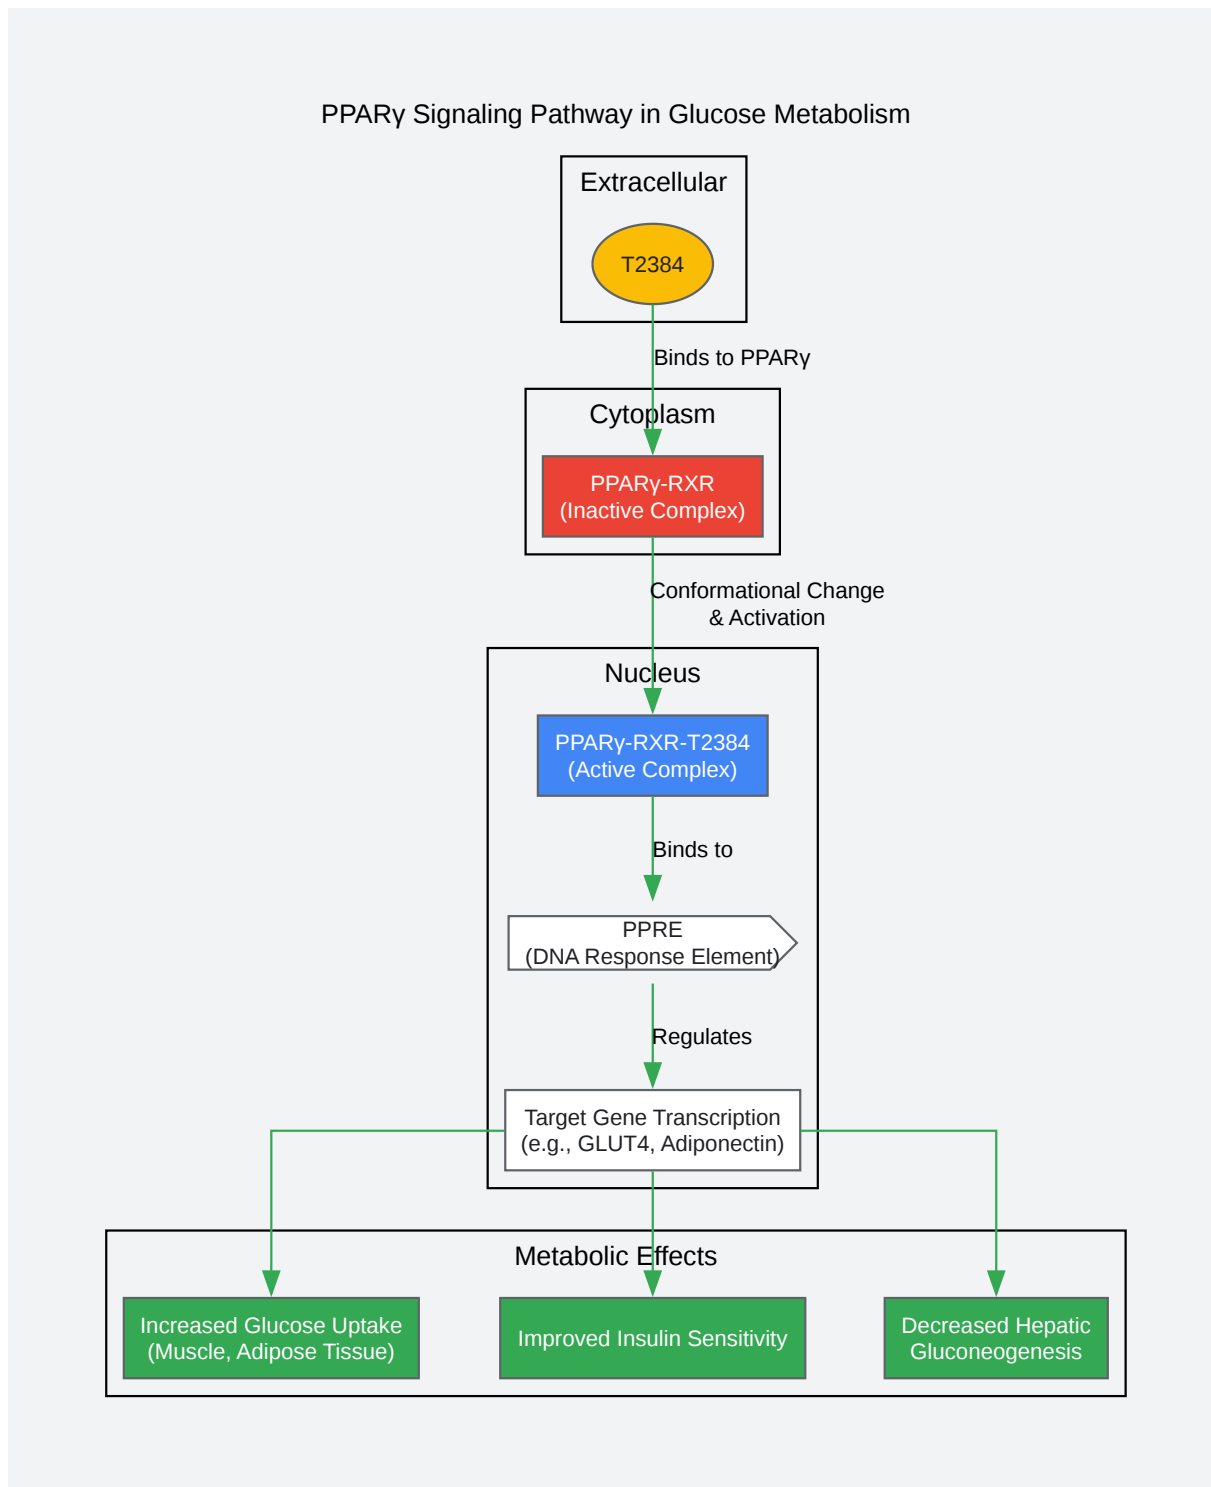 PPARγ Signaling Pathway in Glucose Metabolism
Extracellular
T2384
Binds to PPARγ
Cytoplasm
PPARγ-RXR
(Inactive Complex)
Conformational Change
& Activation
Nucleus
PPARγ-RXR-T2384
(Active Complex)
Binds to
PPRE
(DNA Response Element)
Regulates
Target Gene Transcription
(e.g., GLUT4, Adiponectin)
Metabolic Effects
Increased Glucose Uptake
(Muscle, Adipose Tissue)
Improved Insulin Sensitivity
Decreased Hepatic
Gluconeogenesis